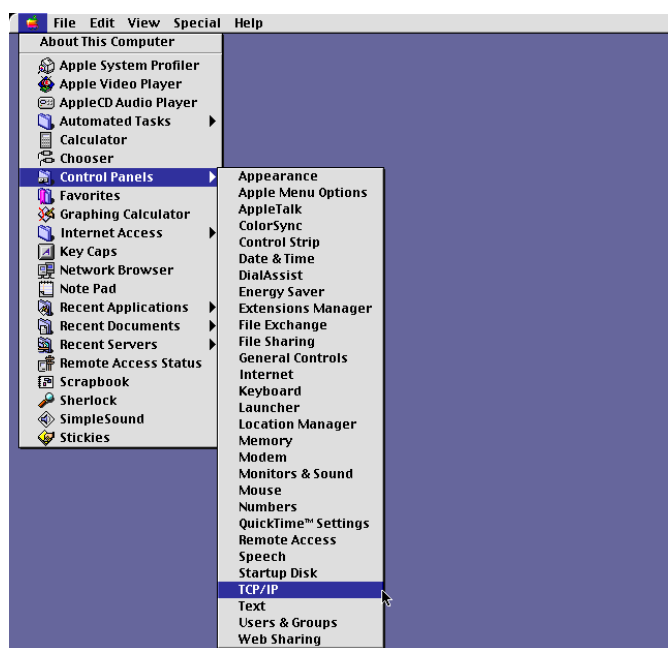 File Edit View Special Help
About This Computer
Apple System Profiler
Apple Video Player
AppleCD Audio Player
Automated Tasks
Calculator
Chooser
Control Panels
Favorites
Graphing Calculator
Internet Access
Key Caps
Network Browser
Note Pad
Recent Applications
Recent Documents
Recent Servers
Remote Access Status
Scrapbook
Sherlock
SimpleSound
Stickies
Appearance
Apple Menu Options
AppleTalk
ColorSync
Control Strip
Date & Time
DialAssist
Energy Saver
Extensions Manager
File Exchange
File Sharing
General Controls
Internet
Keyboard
Launcher
Location Manager
Memory
Modem
Monitors & Sound
Mouse
Numbers
QuickTime™ Settings
Remote Access
Speech
Startup Disk
TCP/IP
Text
Users & Groups
Web Sharing